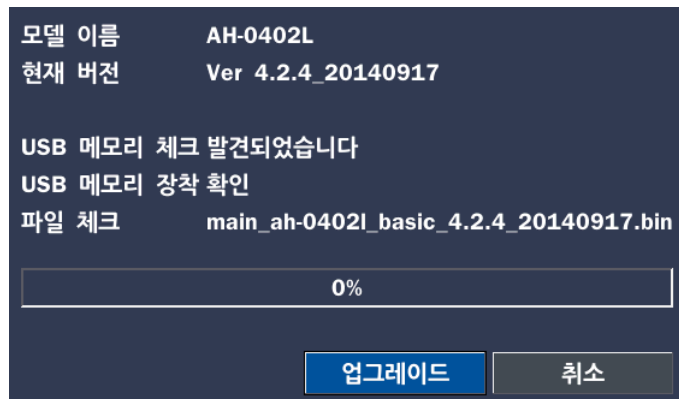 모델 이름 AH-0402L
현재 버전 Ver 4.2.4_20140917
USB 메모리 체크 발견되었습니다
USB 메모리 장착 확인
파일 체크 main_ah-0402l_basic_4.2.4_20140917.bin
0%
업그레이드 취소